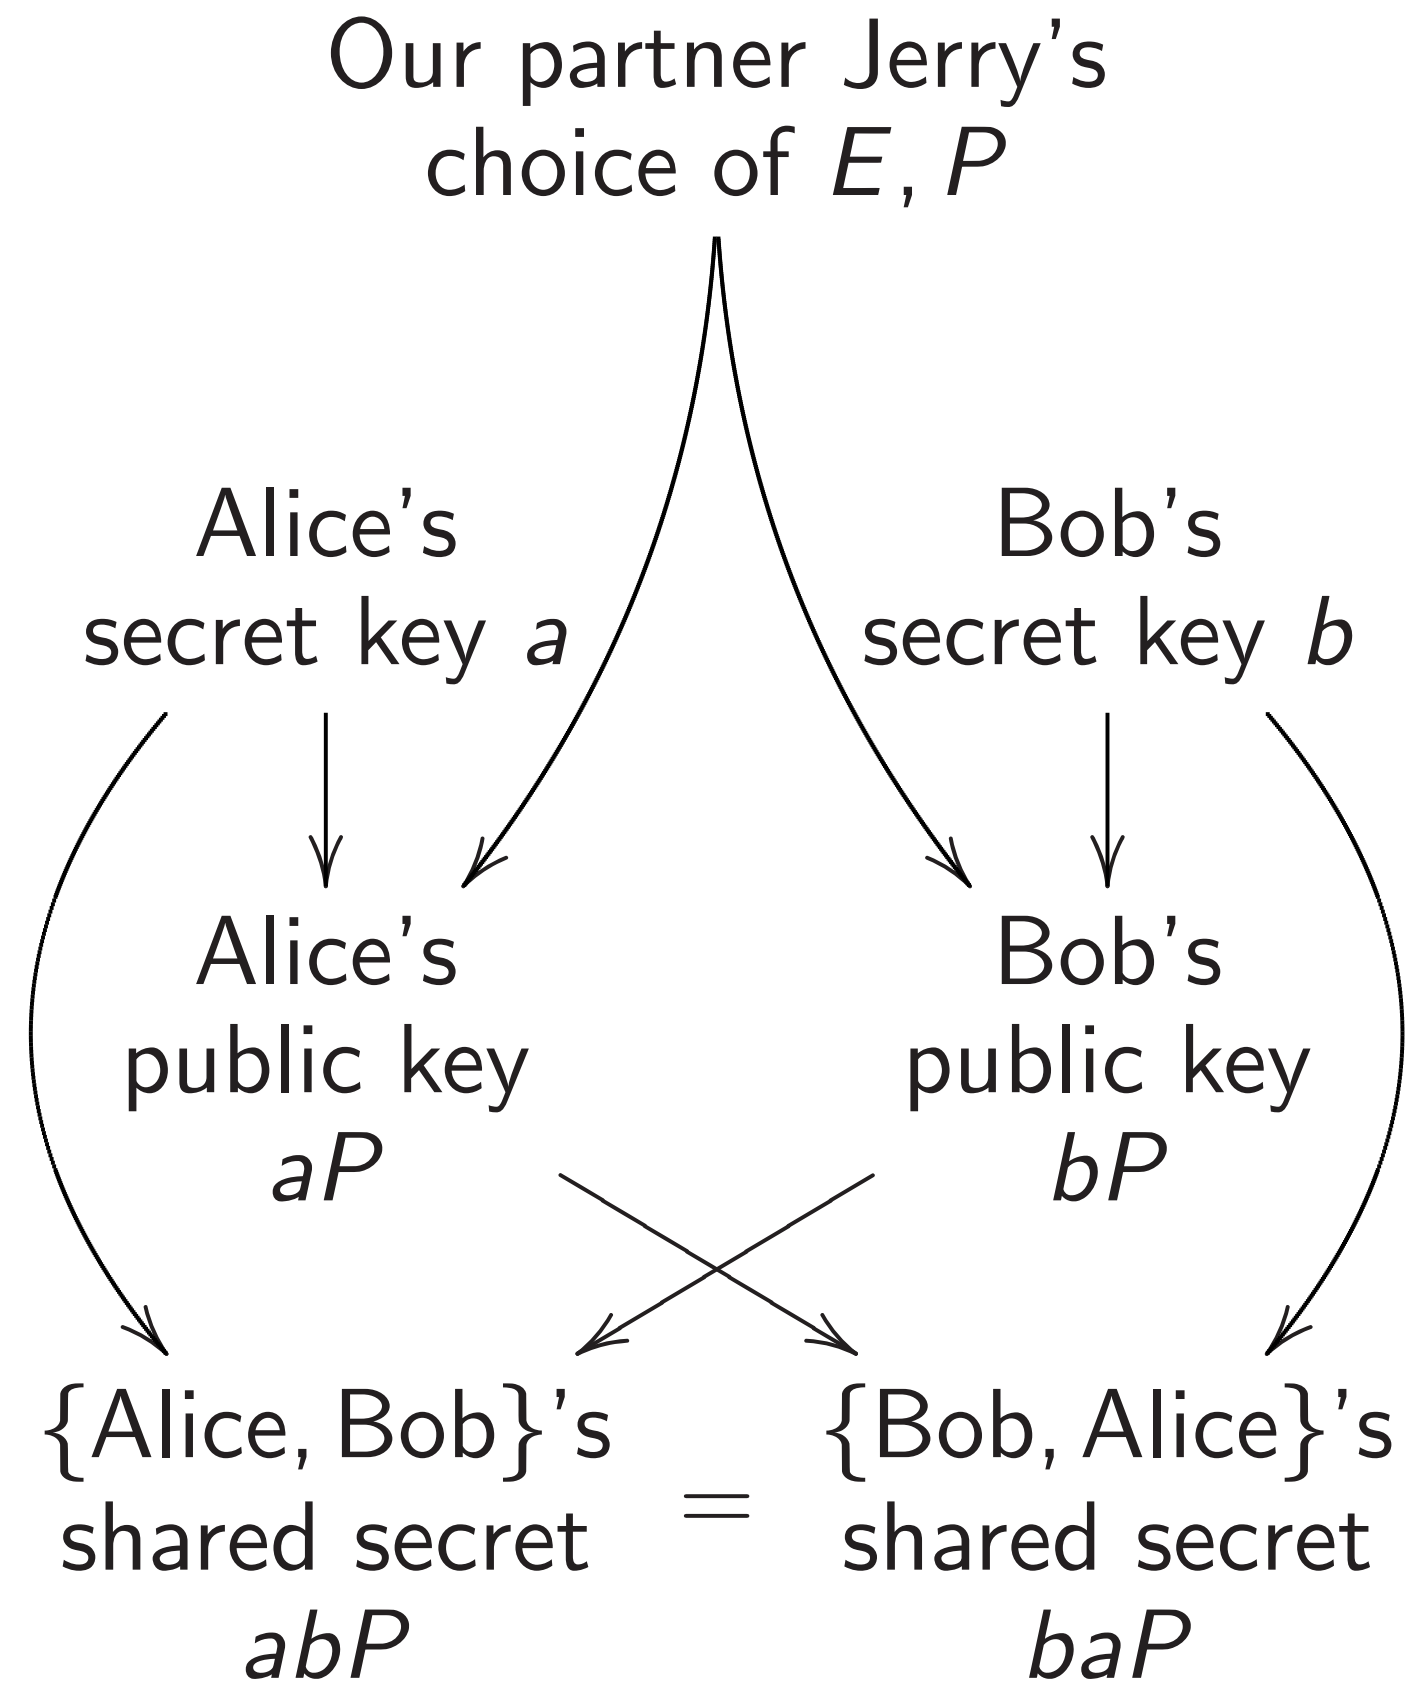 Our partner Jerry's
choice of E, P
Alice's
secret key a
Bob's
secret key b
Alice's
public key
aP
Bob's
public key
bP
{Alice, Bob}'s
shared secret
abP
=
{Bob, Alice}'s
shared secret
baP